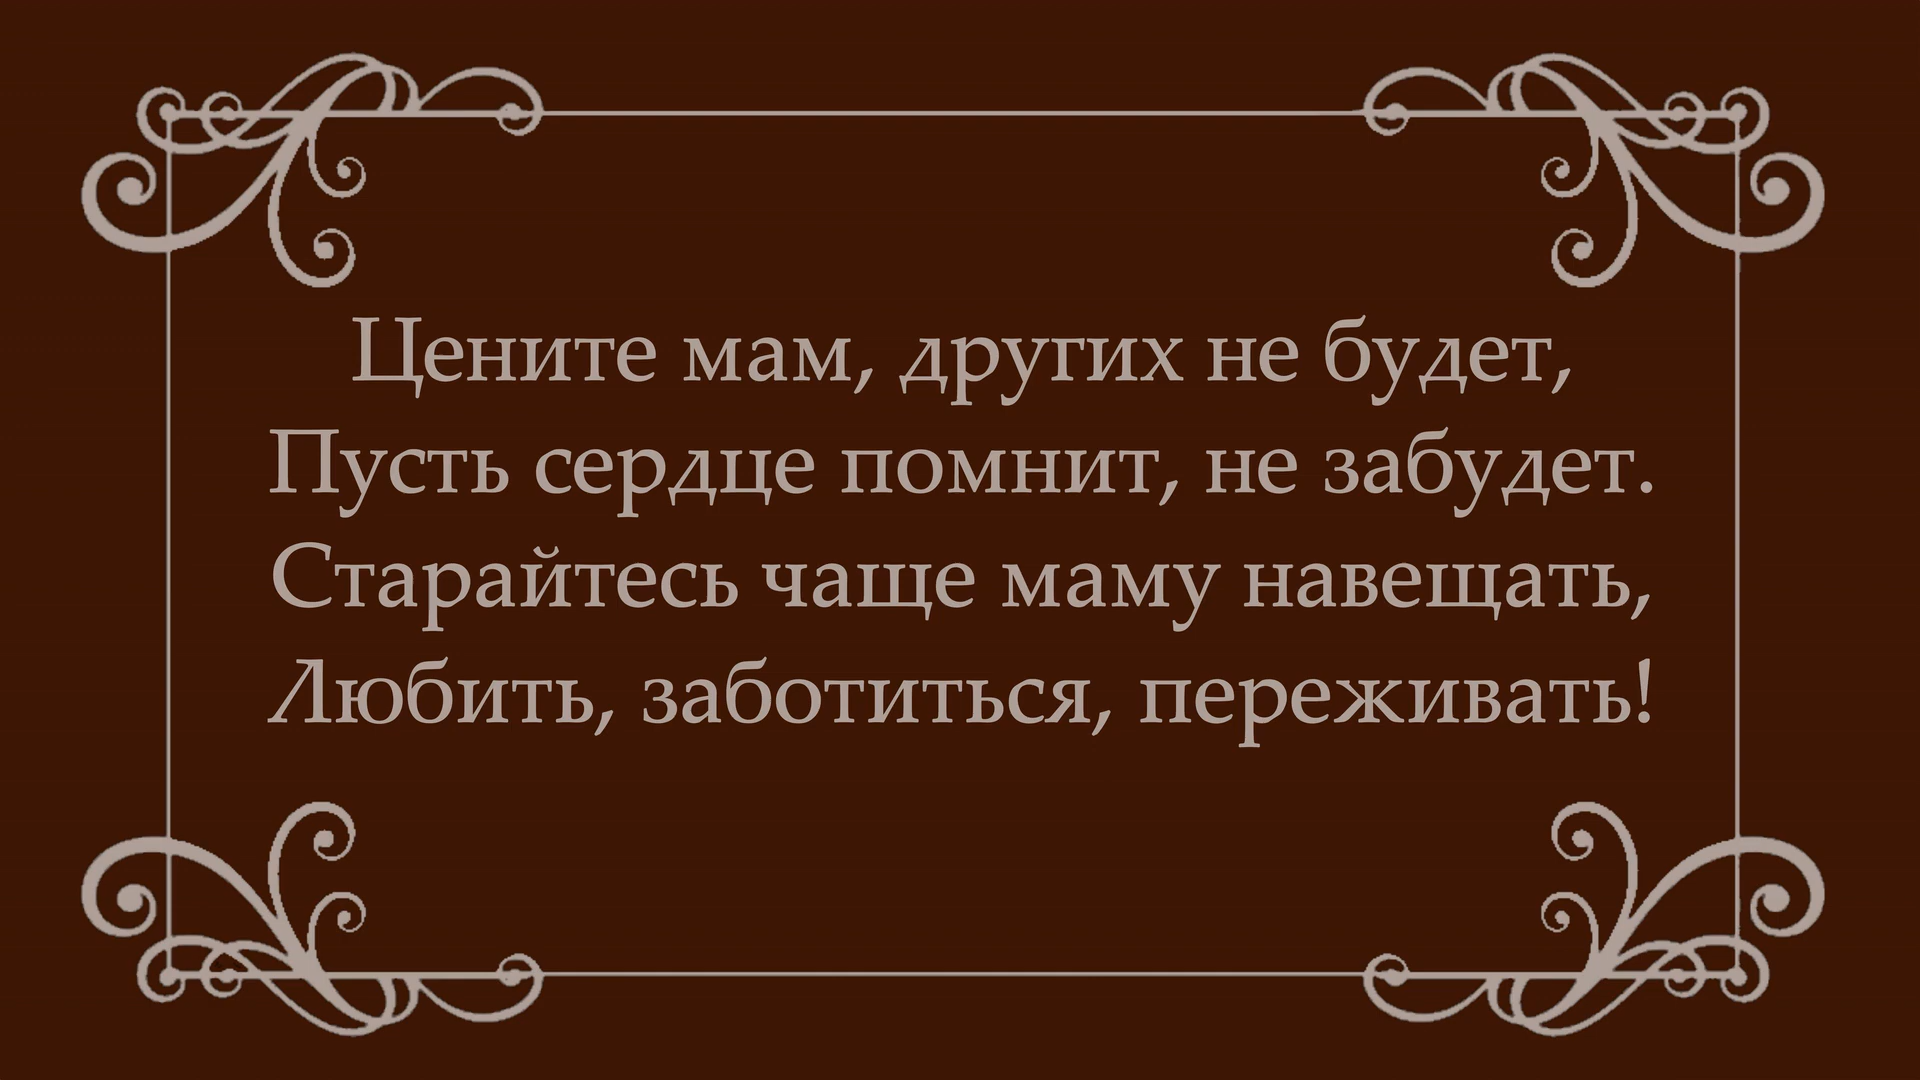 Цените мам, других не будет,
Пусть сердце помнит, не забудет.
Старайтесь чаще маму навещать,
Любить, заботиться, переживать!